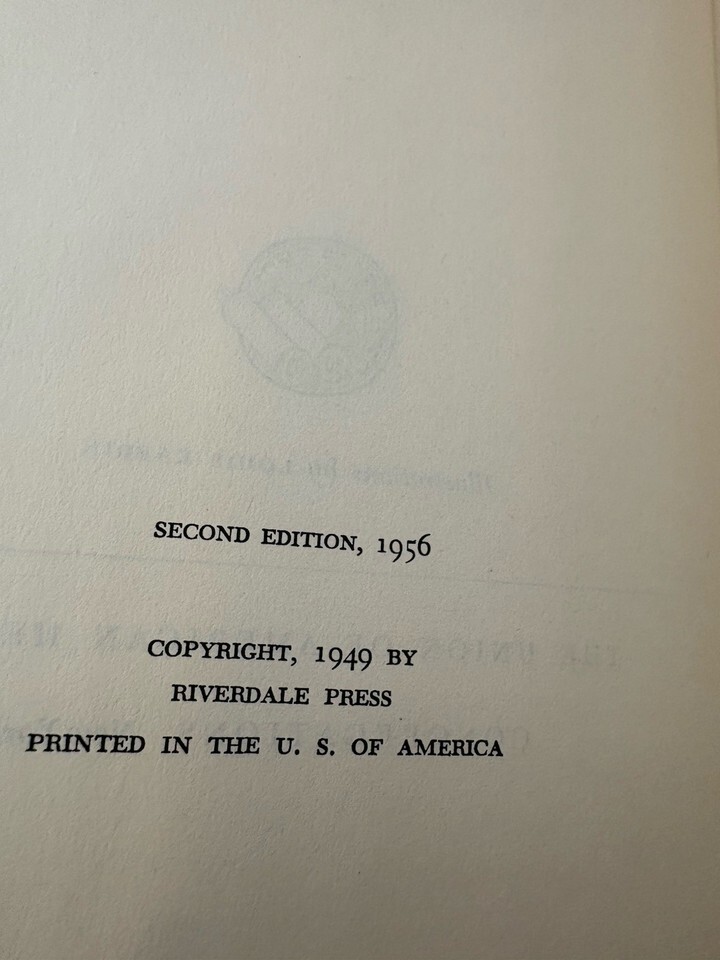 SECOND EDITION, 1956
COPYRIGHT, 1949 BY
RIVERDALE PRESS
PRINTED IN THE U. S. OF AMERICA